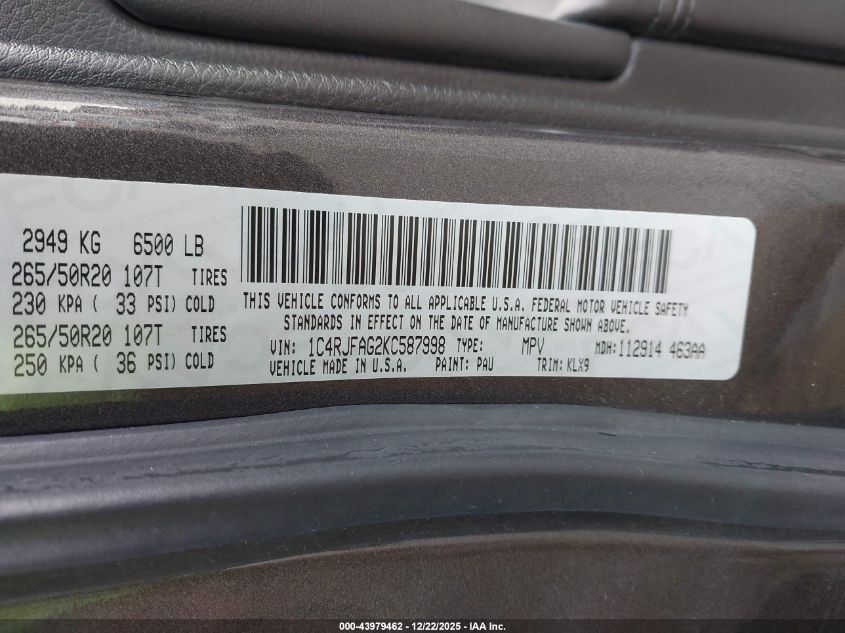 2949 KG 6500 LB
265/50R20 107T TIRES
230 KPA ( 33 PSI) COLD
265/50R20 107T TIRES
250 KPA ( 36 PSI) COLD
THIS VEHICLE CONFORMS TO ALL APPLICABLE U.S.A. FEDERAL MOTOR VEHICLE SAFETY
STANDARDS IN EFFECT ON THE DATE OF MANUFACTURE SHOWN ABOVE.
VIN: 1C4RJFAG2KC587998 TYPE: MPV MDH:112914 463AA
VEHICLE MADE IN U.S.A. PAINT: PAU TRIM: KLX9
000-43979462 - 12/22/2025 - IAA Inc.